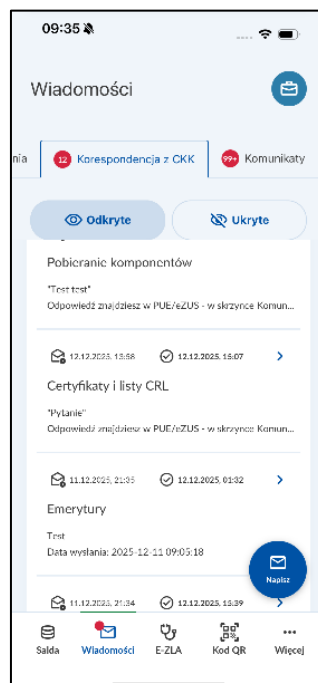 09:35
Wiadomości
nia
12 Korespondencja z CKK
99+ Komunikaty
Odkryte
Ukryte
Pobieranie komponentów
"Test test"
Odpowiedź znajdziesz w PUE/eZUS - w skrzynce Komun...
12.12.2025, 13:58 12.12.2025, 15:07
Certyfikaty i listy CRL
"Pytanie"
Odpowiedź znajdziesz w PUE/eZUS - w skrzynce Komun...
11.12.2025, 21:35 12.12.2025, 01:32
Emerytury
Test
Data wysłania: 2025-12-11 09:05:18
Napisz
11.12.2025, 21:34 12.12.2025, 15:39
Salda Wiadomości E-ZLA Kod QR Więcej